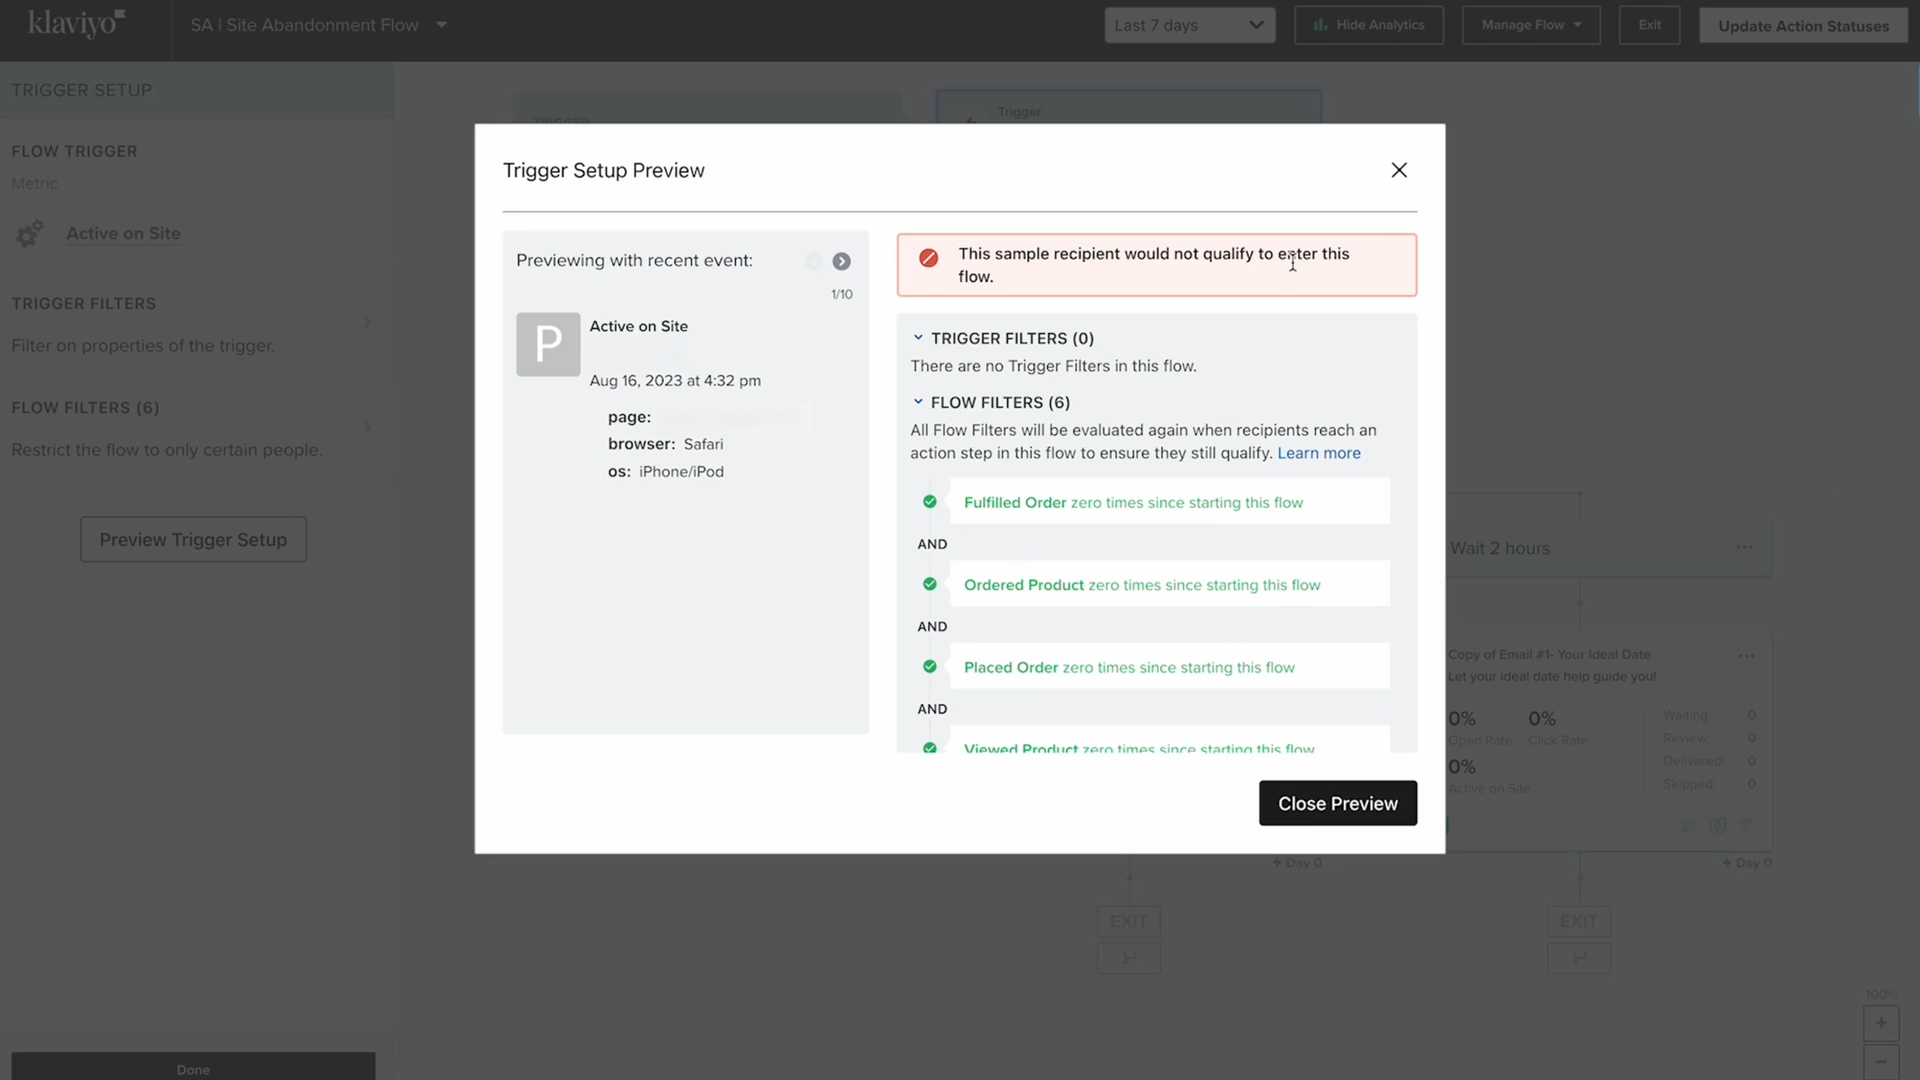 klaviyo
SA | Site Abandonment Flow
Last 7 days
Hide Analytics
Manage Flow
Exit
Update Action Statuses
TRIGGER SETUP
FLOW TRIGGER
Metric
Active on Site
TRIGGER FILTERS
Filter on properties of the trigger.
FLOW FILTERS (6)
Restrict the flow to only certain people.
Preview Trigger Setup
Done
TRIGGER
Trigger
Trigger Setup Preview
Previewing with recent event:
1/10
P
Active on Site
Aug 16, 2023 at 4:32 pm
page:
browser: Safari
os: iPhone/iPod
This sample recipient would not qualify to enter this
flow.
TRIGGER FILTERS (0)
There are no Trigger Filters in this flow.
FLOW FILTERS (6)
All Flow Filters will be evaluated again when recipients reach an
action step in this flow to ensure they still qualify. Learn more
Fulfilled Order zero times since starting this flow
AND
Ordered Product zero times since starting this flow
AND
Placed Order zero times since starting this flow
AND
Viewed Product zero times since starting this flow
Close Preview
Wait 2 hours
Copy of Email #1- Your Ideal Date
Let your ideal date help guide you!
0% 0%
Open Rate Click Rate
0%
Active on Site
Waiting: 0
Review: 0
Delivered: 0
Skipped: 0
Day 0
Day 0
EXIT
EXIT
100%